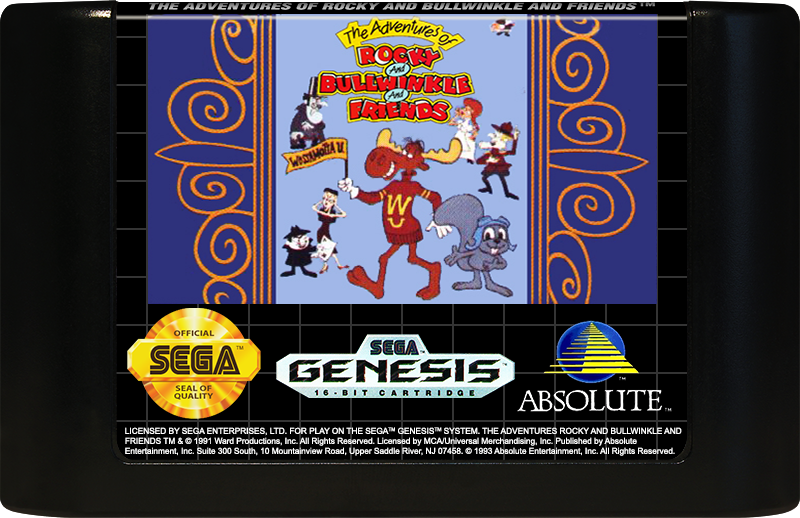 THE ADVENTURES OF ROCKY AND BULLWINKLE AND FRIENDS™
The Adventures of
ROCKY
And
BULLWINKLE
And
FRIENDS
WOSSAMOTTA U.
W
U
OFFICIAL
SEGA™
SEAL OF
QUALITY
SEGA™
GENESIS
16-BIT CARTRIDGE
™
ABSOLUTE™
LICENSED BY SEGA ENTERPRISES, LTD. FOR PLAY ON THE SEGA™ GENESIS™ SYSTEM. THE ADVENTURES ROCKY AND BULLWINKLE AND
FRIENDS TM & © 1991 Ward Productions, Inc. All Rights Reserved. Licensed by MCA/Universal Merchandising, Inc. Published by Absolute
Entertainment, Inc. Suite 300 South, 10 Mountainview Road, Upper Saddle River, NJ 07458. © 1993 Absolute Entertainment, Inc. All Rights Reserved.